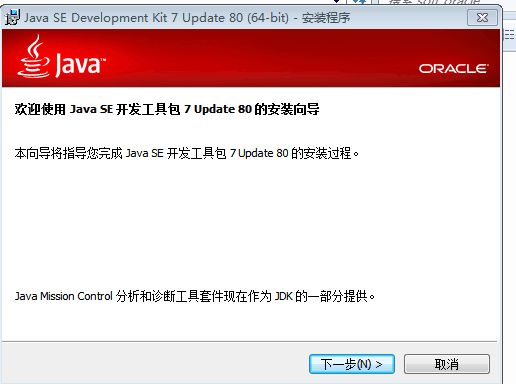 Java SE Development Kit 7 Update 80 (64-bit) - 安装程序
Java™
ORACLE®
欢迎使用 Java SE 开发工具包 7 Update 80 的安装向导
本向导将指导您完成 Java SE 开发工具包 7 Update 80 的安装过程。
Java Mission Control 分析和诊断工具套件现在作为 JDK 的一部分提供。
下一步(N) >
取消